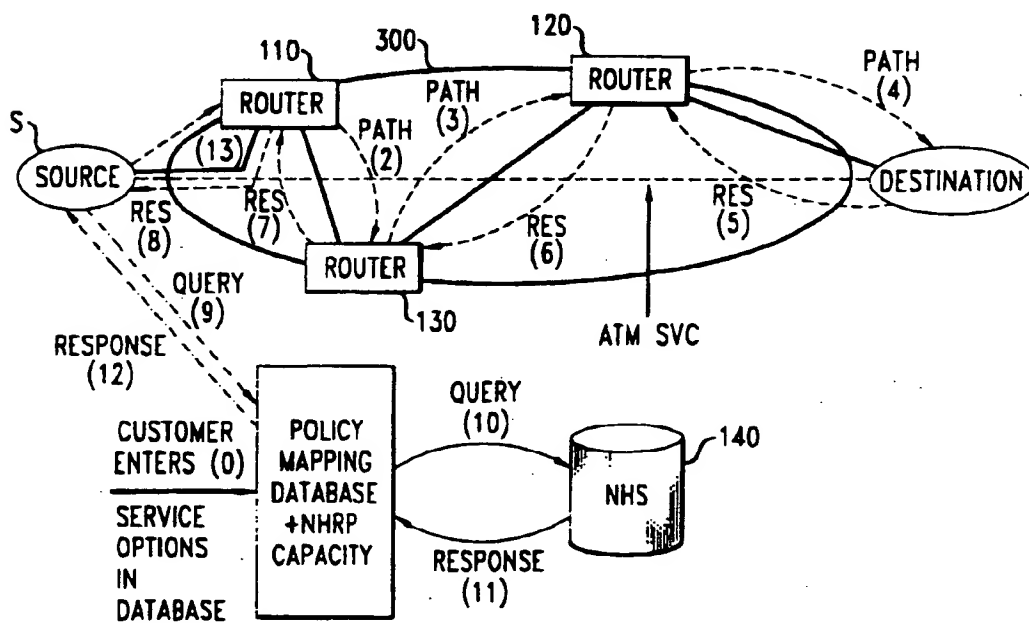 300
110
120
ROUTER
ROUTER
PATH
(4)
PATH
(3)
PATH
(2)
S
(13)
SOURCE
DESTINATION
RES
(8)
RES
(7)
RES
(6)
RES
(5)
ROUTER
130
QUERY
(9)
ATM SVC
RESPONSE
(12)
CUSTOMER
ENTERS (0)
SERVICE
OPTIONS
IN
DATABASE
POLICY
MAPPING
DATABASE
+NHRP
CAPACITY
QUERY
(10)
RESPONSE
(11)
140
NHS